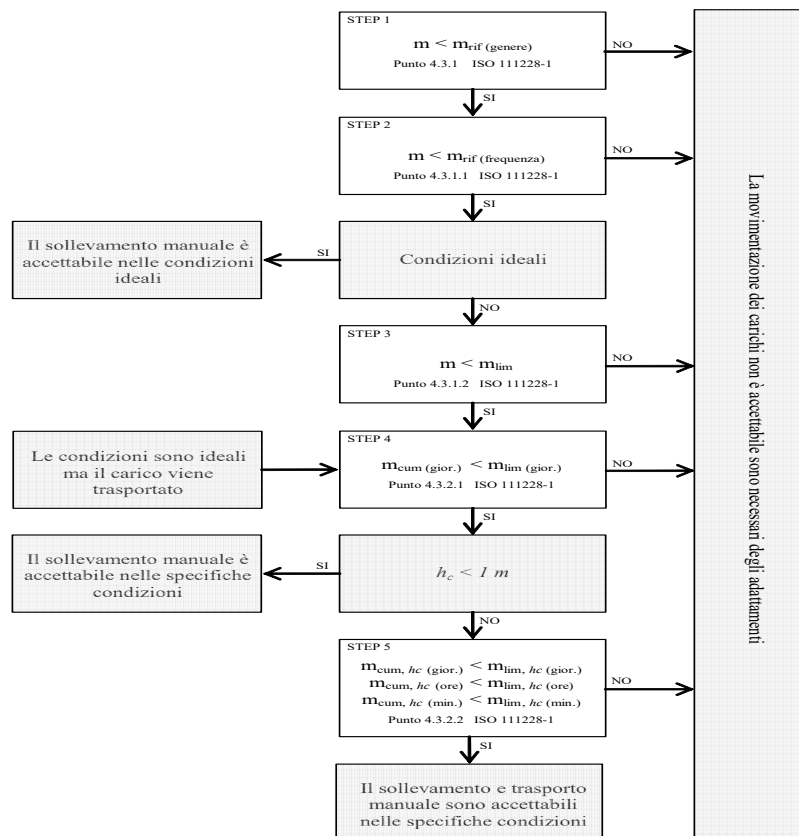 STEP 1
m < mrif (genere)
Punto 4.3.1 ISO 111228-1
NO
SI
STEP 2
m < mrif (frequenza)
Punto 4.3.1.1 ISO 111228-1
NO
SI
Il sollevamento manuale è
accettabile nelle condizioni
ideali
SI
Condizioni ideali
NO
STEP 3
m < mlim
Punto 4.3.1.2 ISO 111228-1
NO
SI
Le condizioni sono ideali
ma il carico viene
trasportato
STEP 4
mcum (gior.) < mlim (gior.)
Punto 4.3.2.1 ISO 111228-1
NO
SI
Il sollevamento manuale è
accettabile nelle specifiche
condizioni
SI
hc < 1 m
NO
STEP 5
mcum, hc (gior.) < mlim, hc (gior.)
mcum, hc (ore) < mlim, hc (ore)
mcum, hc (min.) < mlim, hc (min.)
Punto 4.3.2.2 ISO 111228-1
NO
SI
Il sollevamento e trasporto
manuale sono accettabili
nelle specifiche condizioni
La movimentazione dei carichi non è accettabile sono necessari degli adattamenti